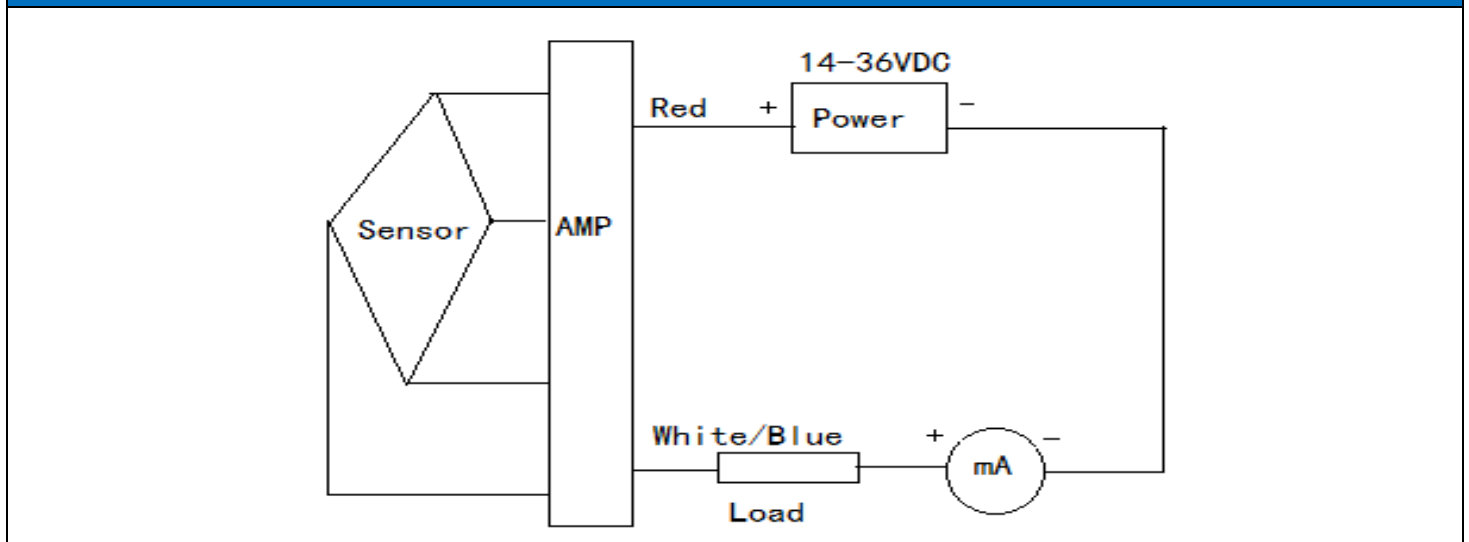 14-36VDC
Red + Power -
Sensor
AMP
White/Blue + mA -
Load